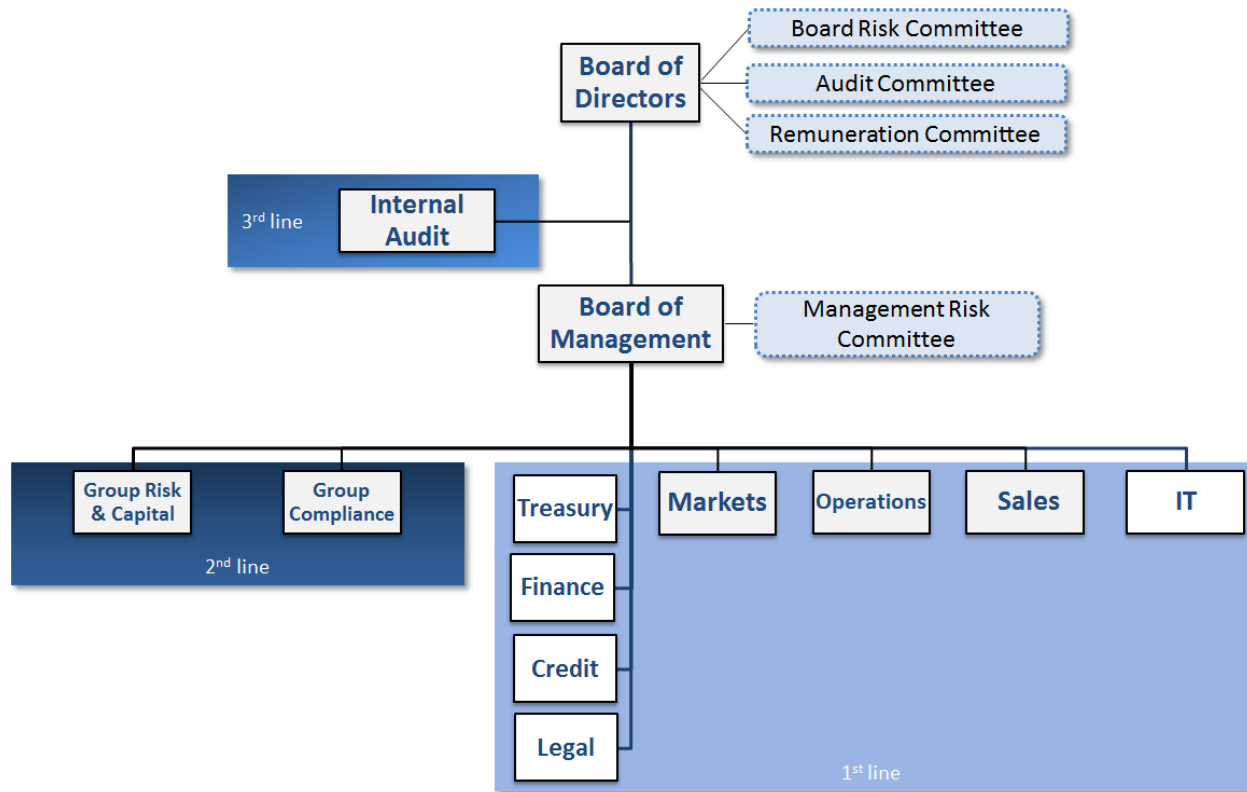 Board Risk Committee
Board of
Directors
Audit Committee
Remuneration Committee
3rd line
Internal
Audit
Board of
Management
Management Risk
Committee
Group Risk
& Capital
Group
Compliance
2nd line
Treasury
Markets
Operations
Sales
IT
Finance
Credit
Legal
1st line